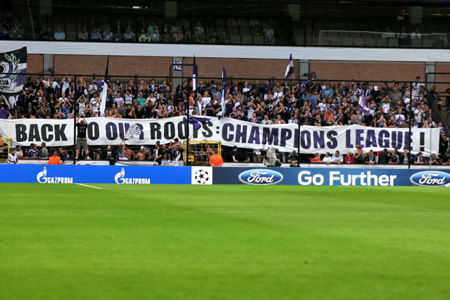 BACK TO OUR ROOTS : CHAMPIONS LEAGUE !
GAZPROM GAZPROM Ford Go Further Ford